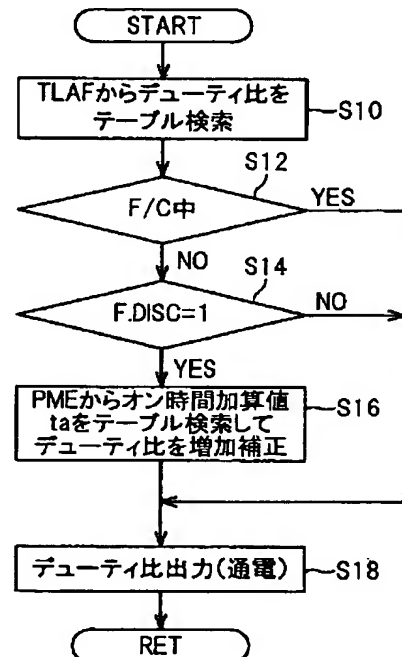 START
TLAFからデューティ比を
テーブル検索
S10
S12
F/C中
YES
NO
S14
F.DISC=1
NO
YES
PMEからオン時間加算値
taをテーブル検索して
デューティ比を増加補正
S16
デューティ比出力(通電)
S18
RET